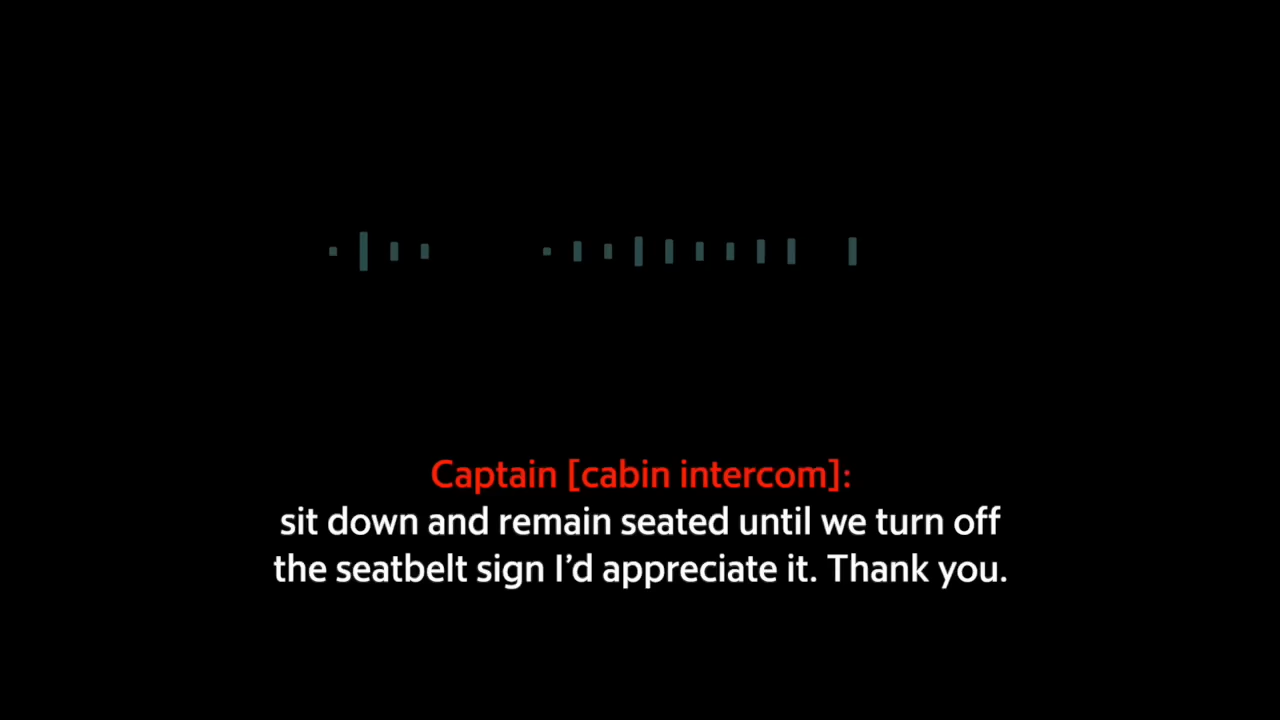 Captain [cabin intercom]:
sit down and remain seated until we turn off
the seatbelt sign I’d appreciate it. Thank you.